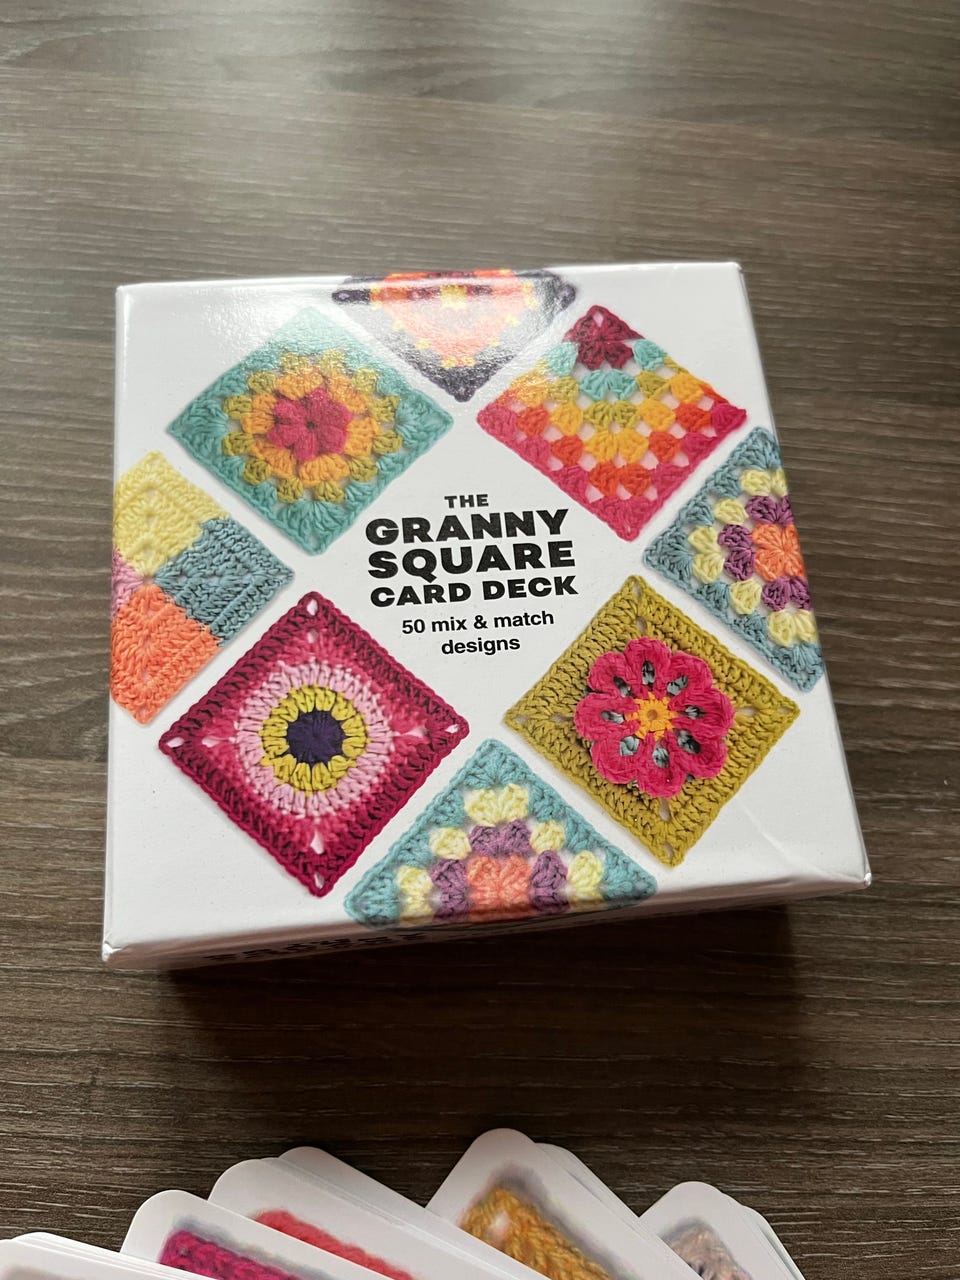 THE
GRANNY
SQUARE
CARD DECK
50 mix & match
designs